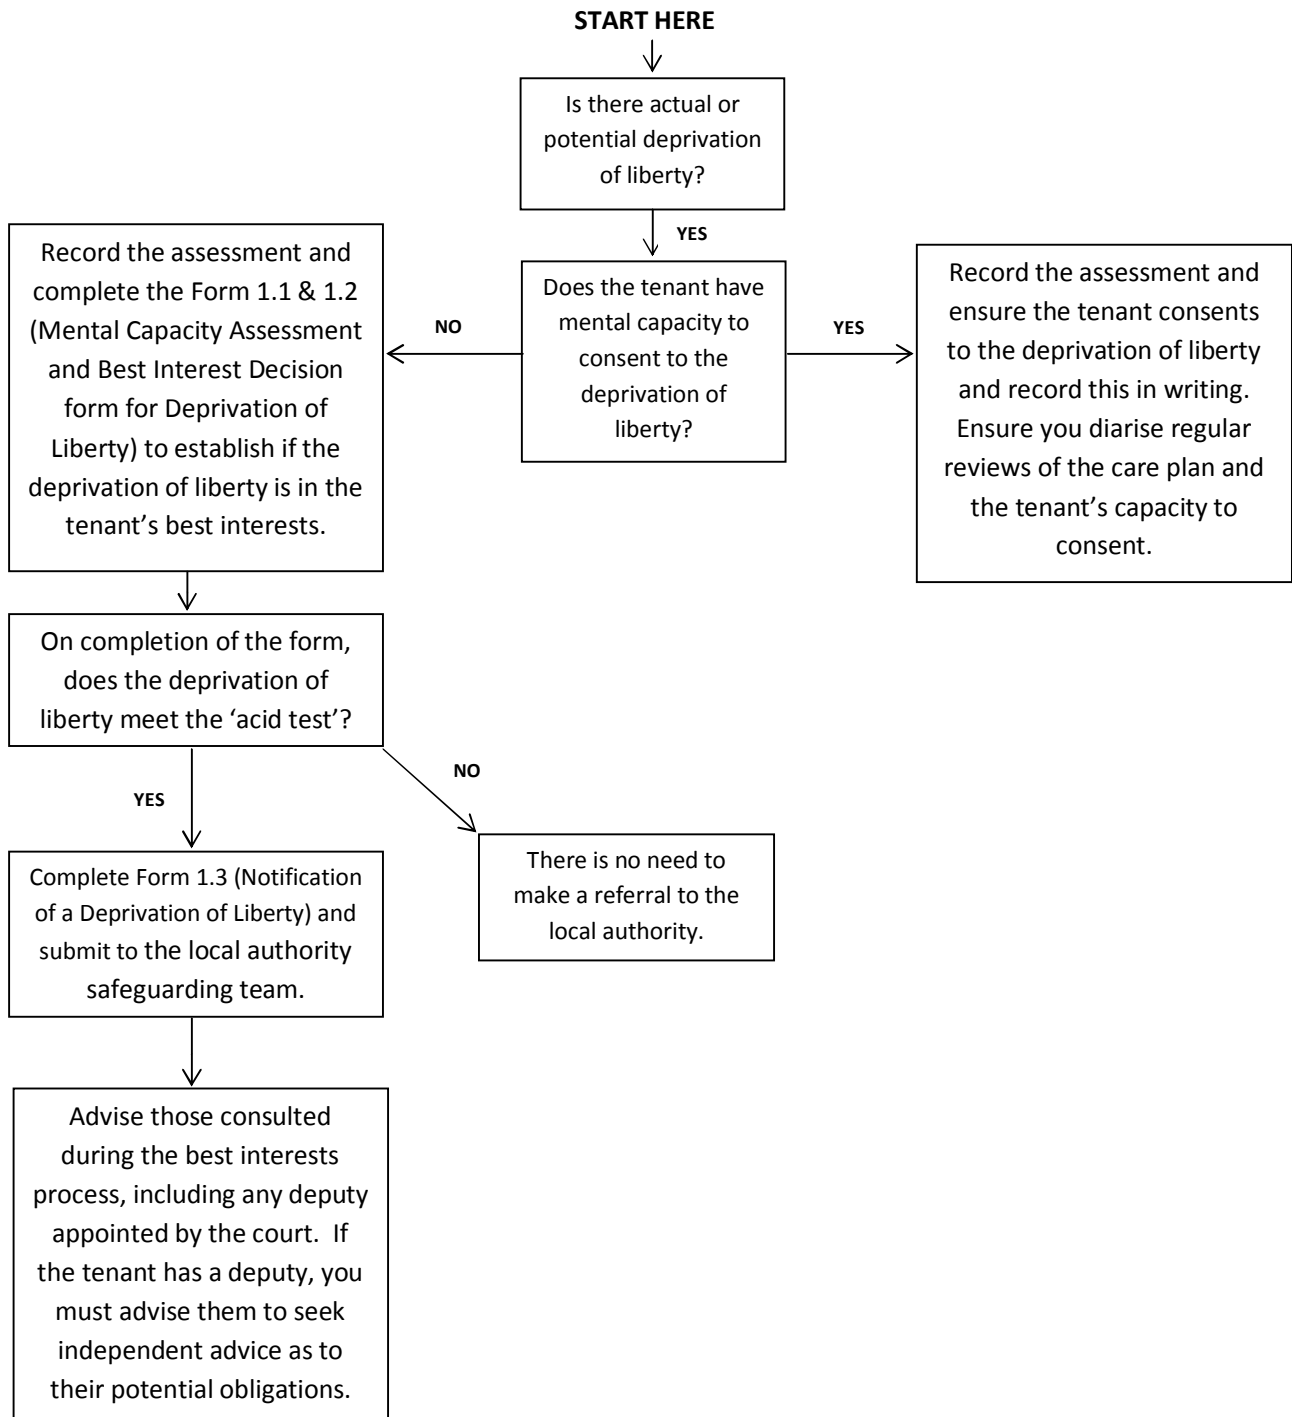 START HERE
Is there actual or
potential deprivation
of liberty?
YES
Does the tenant have
mental capacity to
consent to the
deprivation of
liberty?
NO
YES
Record the assessment and
complete the Form 1.1 & 1.2
(Mental Capacity Assessment
and Best Interest Decision
form for Deprivation of
Liberty) to establish if the
deprivation of liberty is in the
tenant’s best interests.
Record the assessment and
ensure the tenant consents
to the deprivation of liberty
and record this in writing.
Ensure you diarise regular
reviews of the care plan and
the tenant’s capacity to
consent.
On completion of the form,
does the deprivation of
liberty meet the ‘acid test’?
YES
NO
Complete Form 1.3 (Notification
of a Deprivation of Liberty) and
submit to the local authority
safeguarding team.
There is no need to
make a referral to the
local authority.
Advise those consulted
during the best interests
process, including any deputy
appointed by the court.  If
the tenant has a deputy, you
must advise them to seek
independent advice as to
their potential obligations.